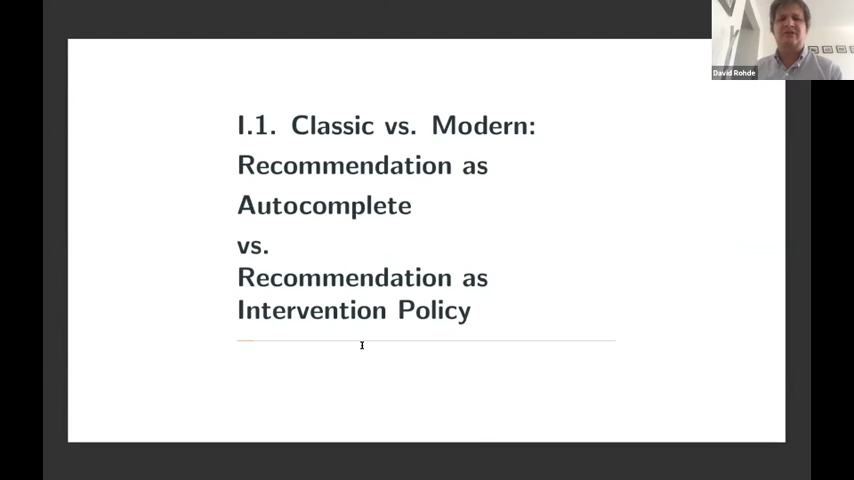 David Rohde
I.1. Classic vs. Modern:
Recommendation as
Autocomplete
vs.
Recommendation as
Intervention Policy